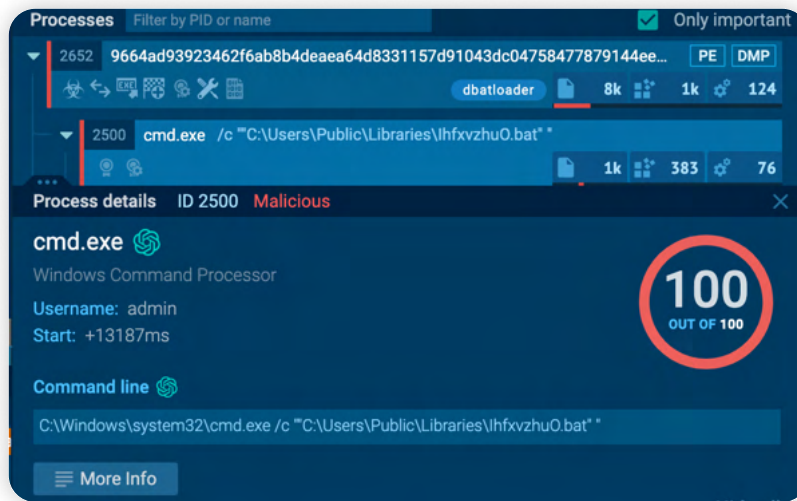 Processes Filter by PID or name Only important
2652 9664ad93923462f6ab8b4deaea64d8331157d91043dc04758477879144ee... PE DMP
dbatloader 8k 1k 124
2500 cmd.exe /c ""C:\Users\Public\Libraries\IhfxvzhuO.bat" "
1k 383 76
Process details ID 2500 Malicious
cmd.exe
Windows Command Processor
100
OUT OF 100
Username: admin
Start: +13187ms
Command line
C:\Windows\system32\cmd.exe /c ""C:\Users\Public\Libraries\IhfxvzhuO.bat" "
More Info